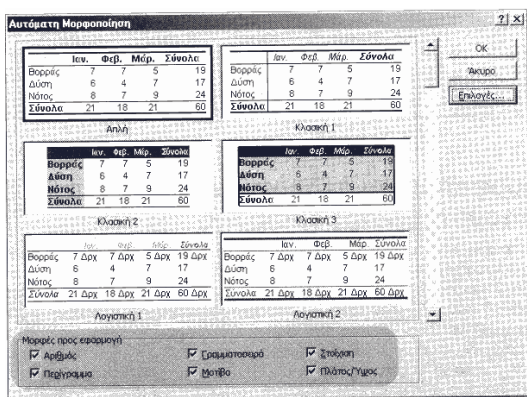 Αυτόματη Μορφοποίηση
Ιαν. Φεβ. Μάρ. Σύνολα
Βορράς 7 7 5 19
Δύση 6 4 7 17
Νότος 8 7 9 24
Σύνολα 21 18 21 60
Απλή
Ιαν. Φεβ. Μάρ. Σύνολα
Βορράς 7 7 5 19
Δύση 6 4 7 17
Νότος 8 7 9 24
Σύνολα 21 18 21 60
Κλασική 1
OK
Άκυρο
Επιλογές...
Ιαν. Φεβ. Μάρ. Σύνολα
Βορράς 7 7 5 19
Δύση 6 4 7 17
Νότος 8 7 9 24
Σύνολα 21 18 21 60
Κλασική 2
Ιαν. Φεβ. Μάρ. Σύνολα
Βορράς 7 7 5 19
Δύση 6 4 7 17
Νότος 8 7 9 24
Σύνολα 21 18 21 60
Κλασική 3
Ιαν. Φεβ. Μάρ. Σύνολα
Βορράς 7 Δρχ 7 Δρχ 5 Δρχ 19 Δρχ
Δύση 6 4 7 17
Νότος 8 7 9 24
Σύνολα 21 Δρχ 18 Δρχ 21 Δρχ 60 Δρχ
Λογιστική 1
Ιαν. Φεβ. Μάρ. Σύνολα
Βορράς 7 Δρχ 7 Δρχ 5 Δρχ 19 Δρχ
Δύση 6 4 7 17
Νότος 8 7 9 24
Σύνολα 21 Δρχ 18 Δρχ 21 Δρχ 60 Δρχ
Λογιστική 2
Μορφές προς εφαρμογή
Αριθμός Γραμματοσειρά Στοίχιση
Περίγραμμα Μοτίβα Πλάτος/Ύψος